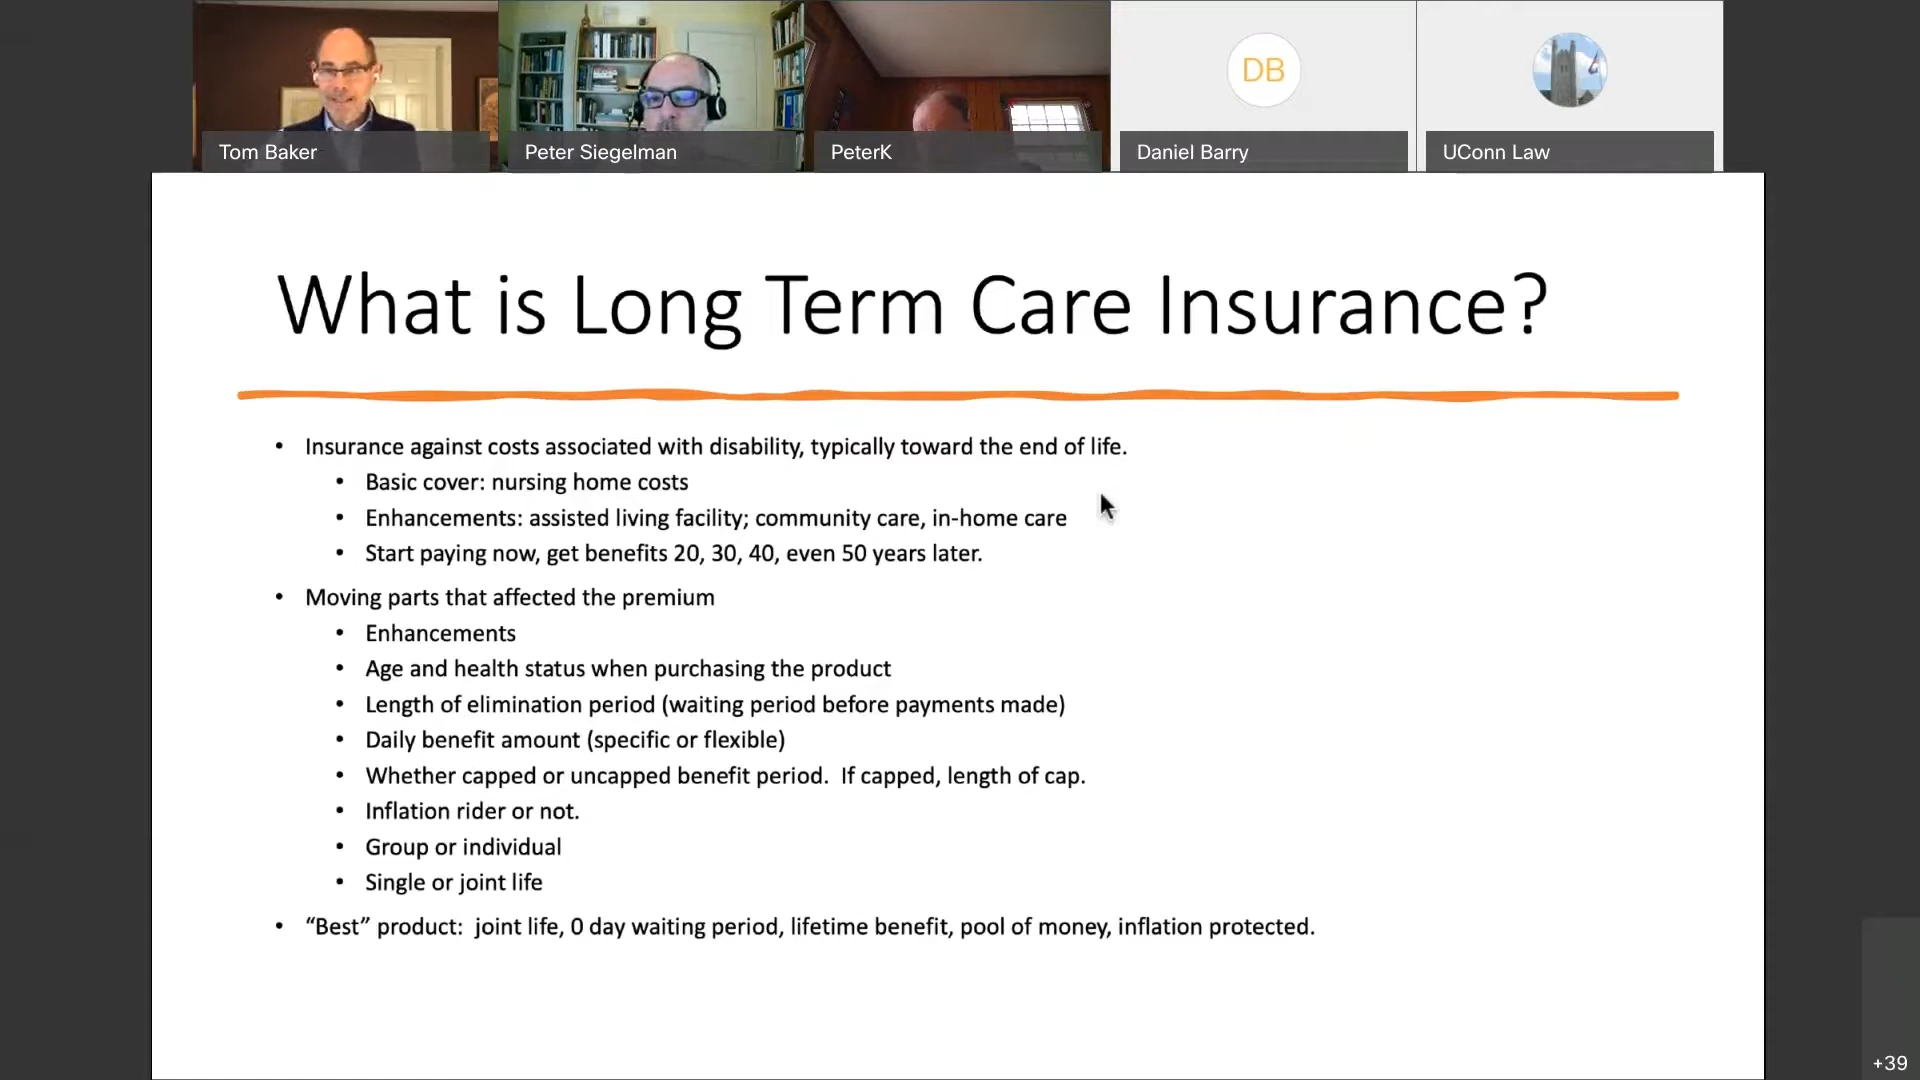 Tom Baker
Peter Siegelman
PeterK
DB
Daniel Barry
UConn Law
What is Long Term Care Insurance?
• Insurance against costs associated with disability, typically toward the end of life.
• Basic cover: nursing home costs
• Enhancements: assisted living facility; community care, in-home care
• Start paying now, get benefits 20, 30, 40, even 50 years later.
• Moving parts that affected the premium
• Enhancements
• Age and health status when purchasing the product
• Length of elimination period (waiting period before payments made)
• Daily benefit amount (specific or flexible)
• Whether capped or uncapped benefit period.  If capped, length of cap.
• Inflation rider or not.
• Group or individual
• Single or joint life
• “Best” product:  joint life, 0 day waiting period, lifetime benefit, pool of money, inflation protected.
+39